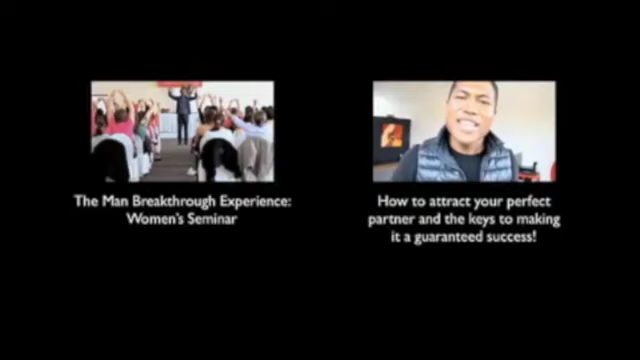 The Man Breakthrough Experience:
Women's Seminar
How to attract your perfect
partner and the keys to making
it a guaranteed success!